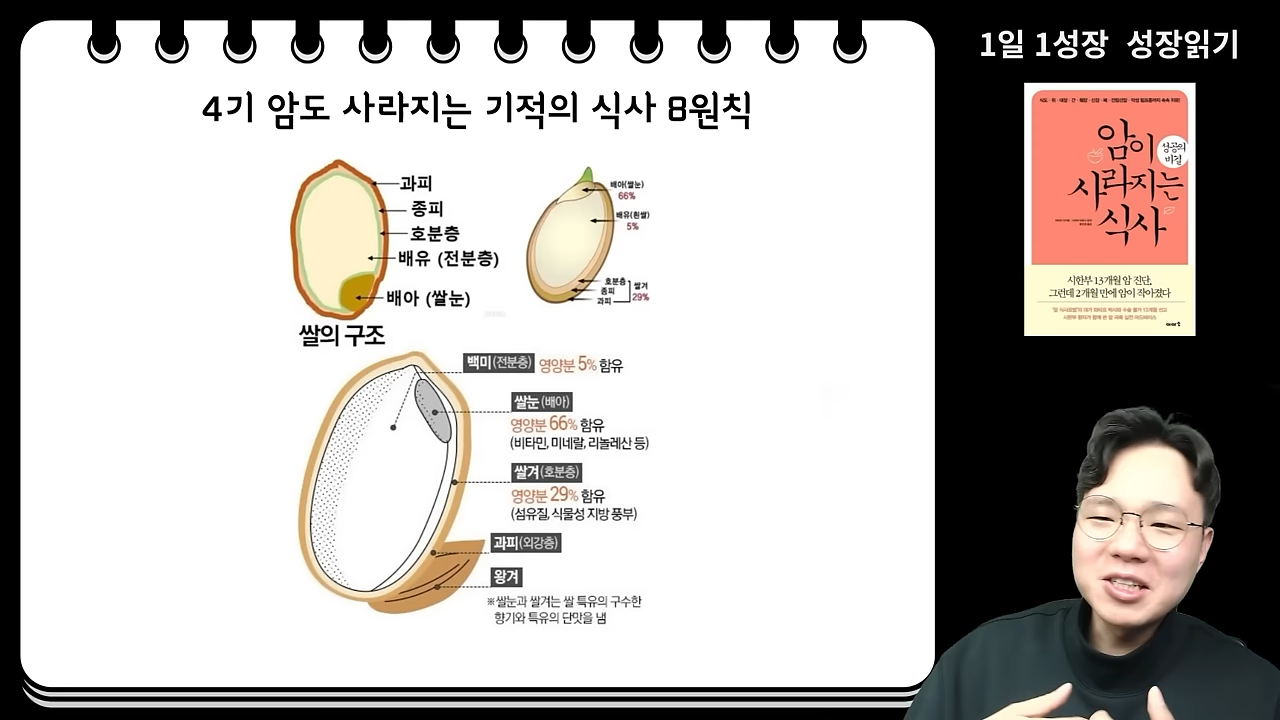 1일 1성장 성장읽기
4기 암도 사라지는 기적의 식사 8원칙
과피
종피
호분층
배유 (전분층)
배아 (쌀눈)
쌀의 구조
배아(쌀눈)
66%
배유(흰쌀)
5%
호분층
종피
과피
쌀겨
29%
백미(전분층) 영양분 5% 함유
쌀눈(배아)
영양분 66% 함유
(비타민, 미네랄, 리놀레산 등)
쌀겨(호분층)
영양분 29% 함유
(섬유질, 식물성 지방 풍부)
과피(외강층)
왕겨
※쌀눈과 쌀겨는 쌀 특유의 구수한
향기와 특유의 단맛을 냄
암이
사라지는
식사
성공의
비결
시한부 13개월 암 진단,
그런데 2개월 만에 암이 작아졌다